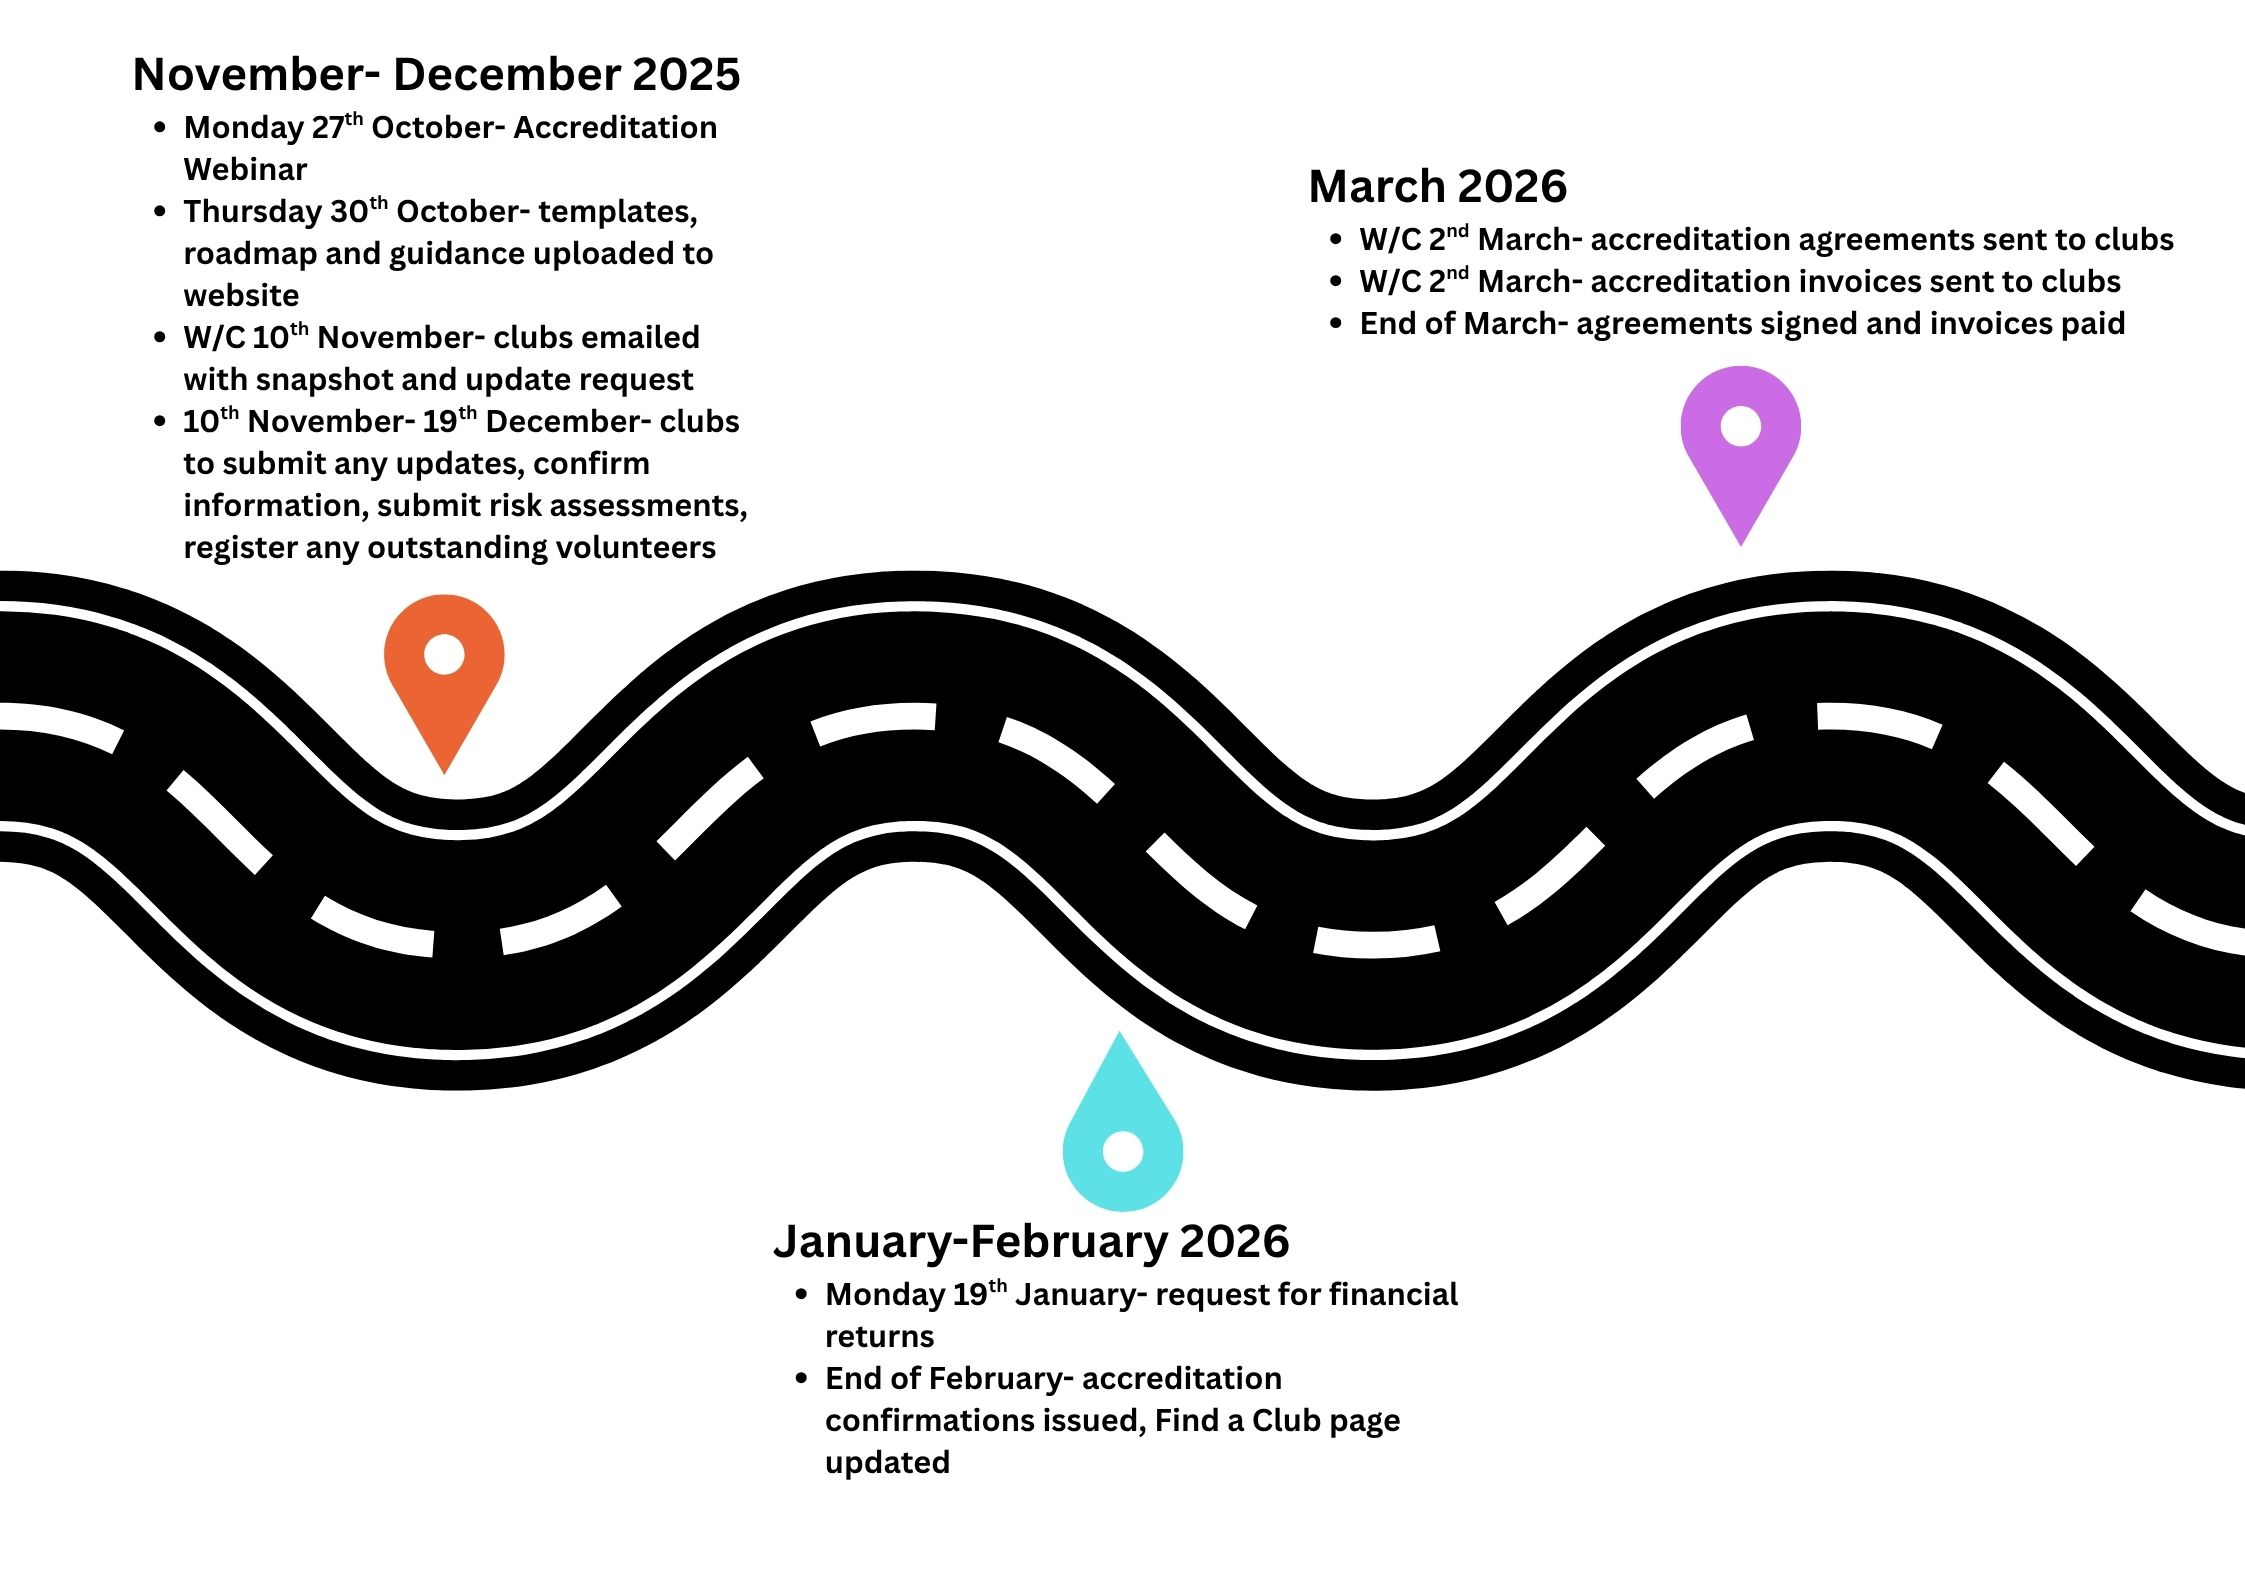 November- December 2025
• Monday 27th October- Accreditation
Webinar
• Thursday 30th October- templates,
roadmap and guidance uploaded to
website
• W/C 10th November- clubs emailed
with snapshot and update request
• 10th November- 19th December- clubs
to submit any updates, confirm
information, submit risk assessments,
register any outstanding volunteers
March 2026
• W/C 2nd March- accreditation agreements sent to clubs
• W/C 2nd March- accreditation invoices sent to clubs
• End of March- agreements signed and invoices paid
January-February 2026
• Monday 19th January- request for financial
returns
• End of February- accreditation
confirmations issued, Find a Club page
updated